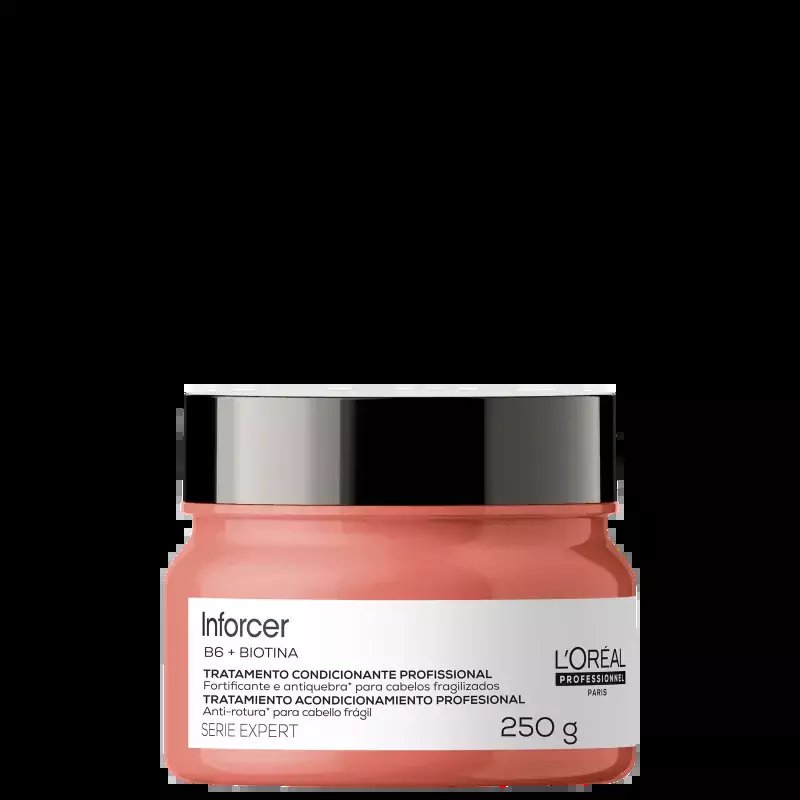 Inforcer
B6 + BIOTINA
TRATAMENTO CONDICIONANTE PROFISSIONAL
Fortificante e antiquebra* para cabelos fragilizados
TRATAMIENTO ACONDICIONAMIENTO PROFESIONAL
Anti-rotura* para cabello frágil
SERIE EXPERT
250 g
L'ORÉAL
PROFESSIONNEL
PARIS